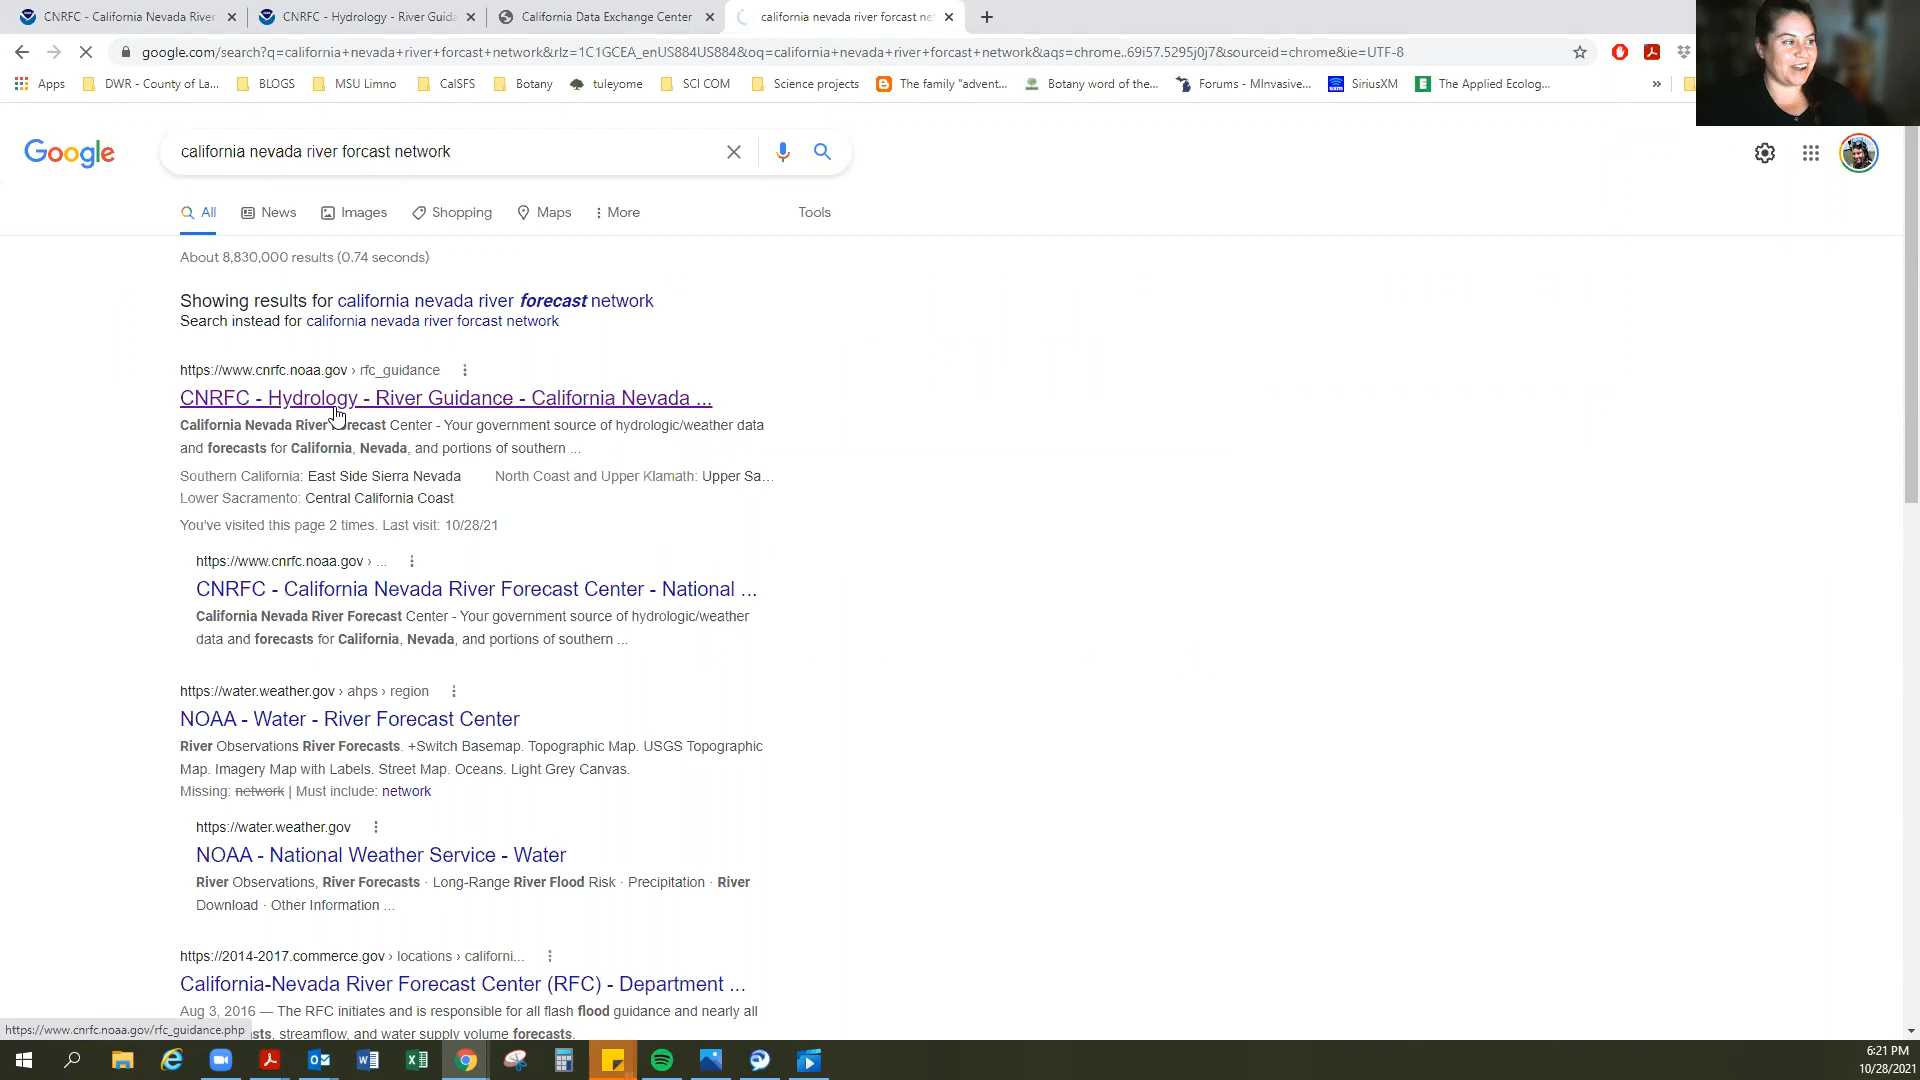 CNRFC - California Nevada River
CNRFC - Hydrology - River Guida
California Data Exchange Center
california nevada river forcast ne
google.com/search?q=california+nevada+river+forcast+network&rlz=1C1GCEA_enUS884US884&oq=california+nevada+river+forcast+network&aqs=chrome..69i57.5295j0j7&sourceid=chrome&ie=UTF-8
Apps
DWR - County of La...
BLOGS
MSU Limno
CalSFS
Botany
tuleyome
SCI COM
Science projects
The family "advent...
Botany word of the...
Forums - MInvasive...
SiriusXM
The Applied Ecolog...
»
Google
california nevada river forcast network
All
News
Images
Shopping
Maps
More
Tools
About 8,830,000 results (0.74 seconds)
Showing results for california nevada river forecast network
Search instead for california nevada river forcast network
https://www.cnrfc.noaa.gov › rfc_guidance
CNRFC - Hydrology - River Guidance - California Nevada ...
California Nevada River Forecast Center - Your government source of hydrologic/weather data
and forecasts for California, Nevada, and portions of southern ...
Southern California: East Side Sierra Nevada North Coast and Upper Klamath: Upper Sa...
Lower Sacramento: Central California Coast
You've visited this page 2 times. Last visit: 10/28/21
https://www.cnrfc.noaa.gov › ...
CNRFC - California Nevada River Forecast Center - National ...
California Nevada River Forecast Center - Your government source of hydrologic/weather
data and forecasts for California, Nevada, and portions of southern ...
https://water.weather.gov › ahps › region
NOAA - Water - River Forecast Center
River Observations River Forecasts. +Switch Basemap. Topographic Map. USGS Topographic
Map. Imagery Map with Labels. Street Map. Oceans. Light Grey Canvas.
Missing: network | Must include: network
https://water.weather.gov
NOAA - National Weather Service - Water
River Observations, River Forecasts · Long-Range River Flood Risk · Precipitation · River
Download · Other Information ...
https://2014-2017.commerce.gov › locations › californi...
California-Nevada River Forecast Center (RFC) - Department ...
Aug 3, 2016 — The RFC initiates and is responsible for all flash flood guidance and nearly all
sts, streamflow, and water supply volume forecasts.
https://www.cnrfc.noaa.gov/rfc_guidance.php
6:21 PM
10/28/2021